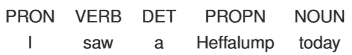 PRON VERB DET PROPN NOUN
I saw a Heffalump today